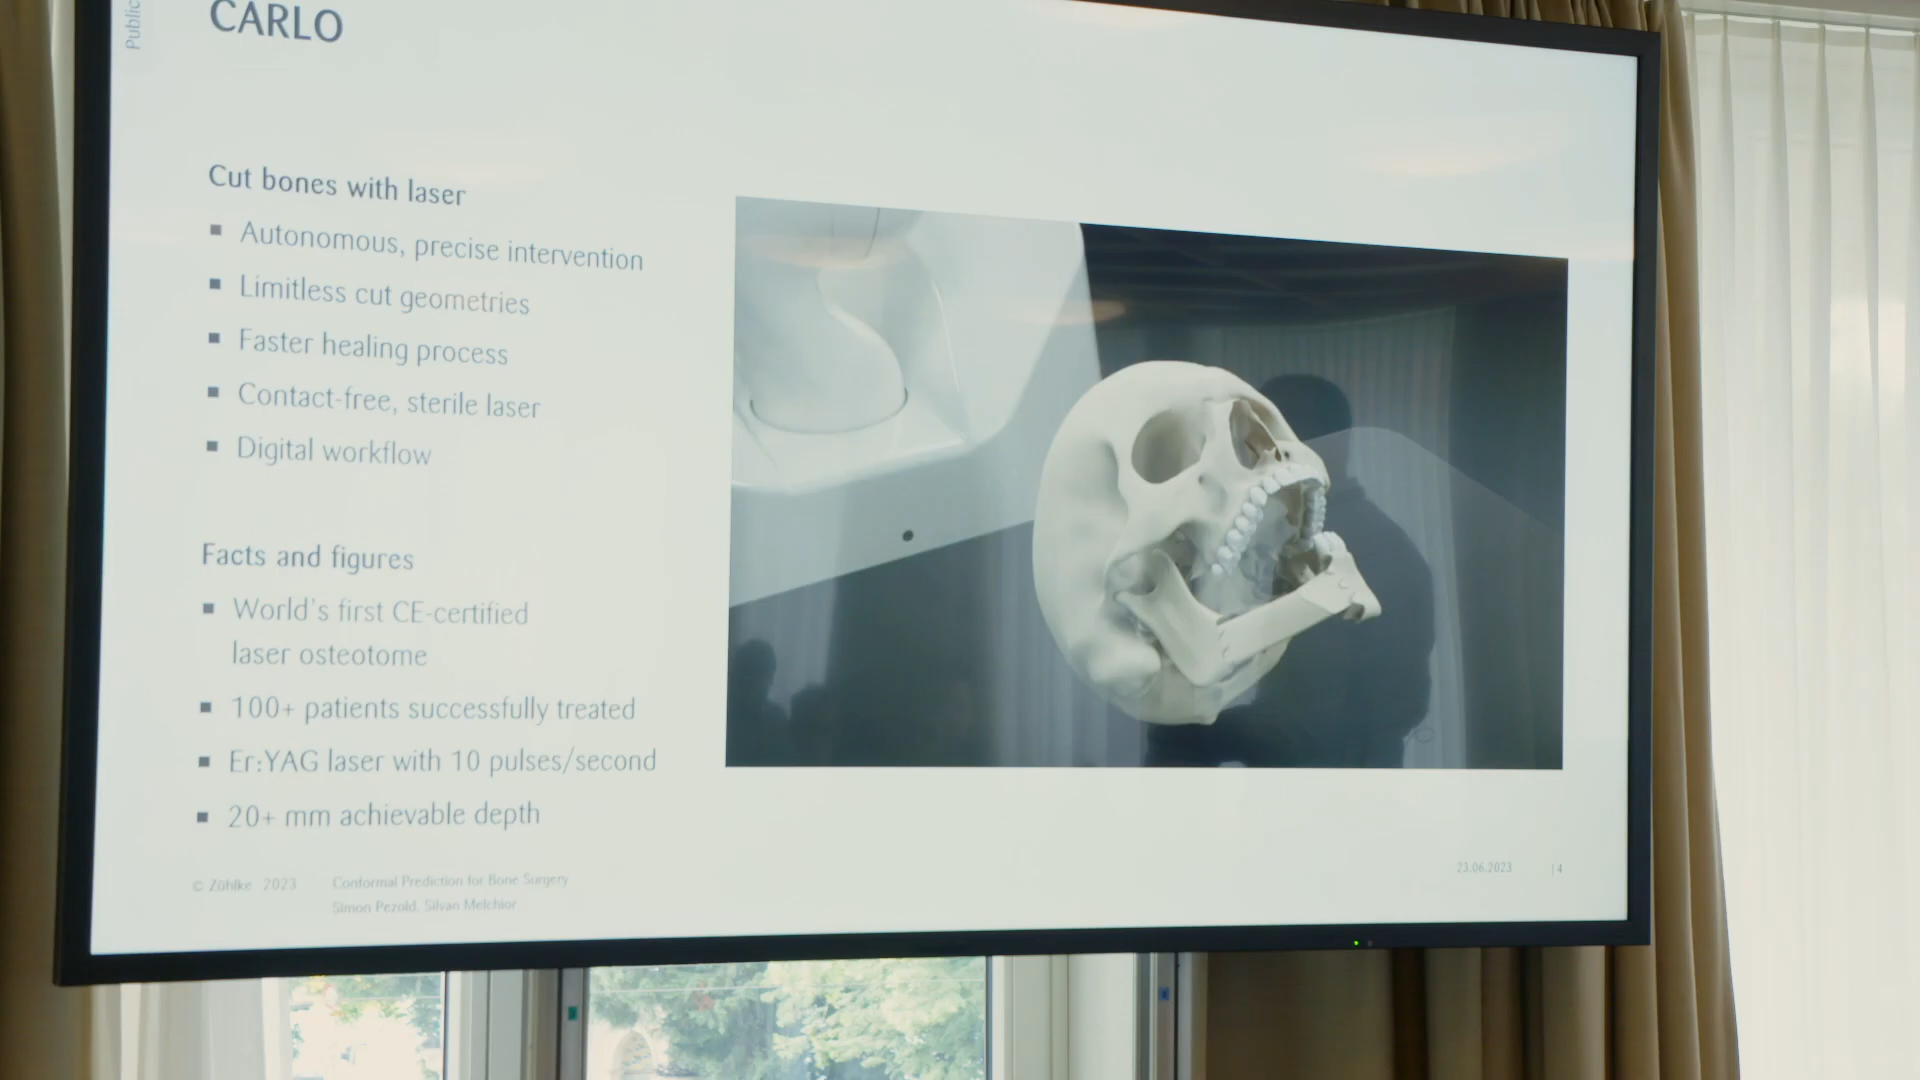 Public
CARLO
Cut bones with laser
Autonomous, precise intervention
Limitless cut geometries
Faster healing process
Contact-free, sterile laser
Digital workflow
Facts and figures
World's first CE-certified
laser osteotome
100+ patients successfully treated
Er:YAG laser with 10 pulses/second
20+ mm achievable depth
© Zühlke 2023
Conformal Prediction for Bone Surgery
Simon Pezold, Silvan Melchior
23.06.2023 | 4